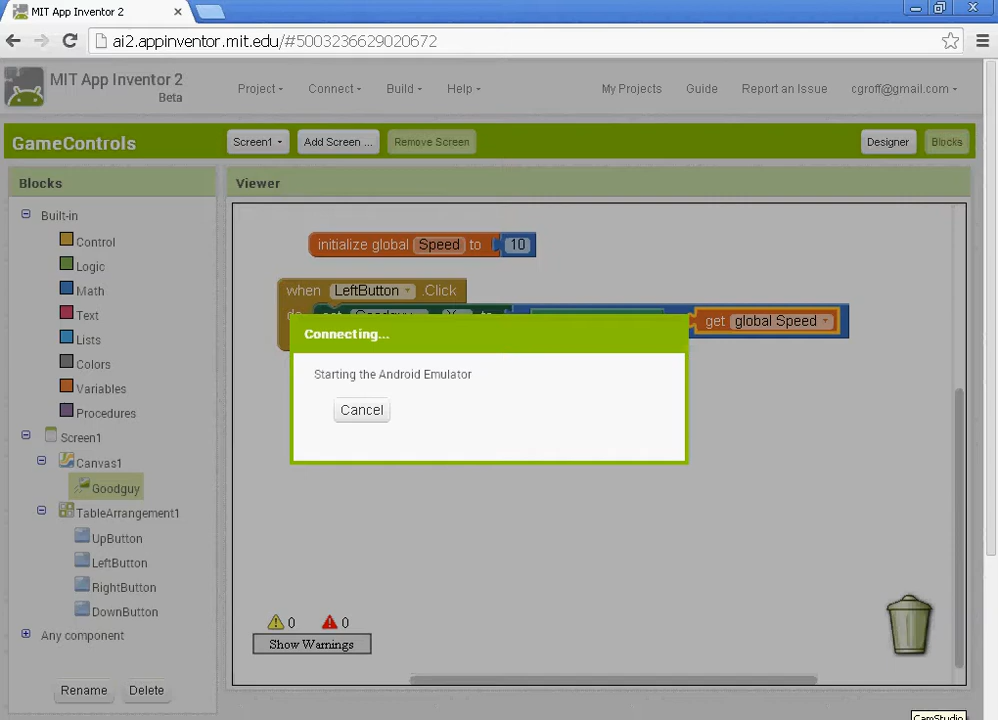 MIT App Inventor 2
ai2.appinventor.mit.edu/#5003236629020672
MIT App Inventor 2
Beta
Project Connect Build Help My Projects Guide Report an Issue cgroff@gmail.com
GameControls Screen1 Add Screen ... Remove Screen Designer Blocks
Blocks
Viewer
Built-in
Control
Logic
Math
Text
Lists
Colors
Variables
Procedures
Screen1
Canvas1
Goodguy
TableArrangement1
UpButton
LeftButton
RightButton
DownButton
Any component
Rename Delete
initialize global Speed to 10
when LeftButton .Click
get global Speed
Connecting...
Starting the Android Emulator
Cancel
0 0
Show Warnings
CamStudio